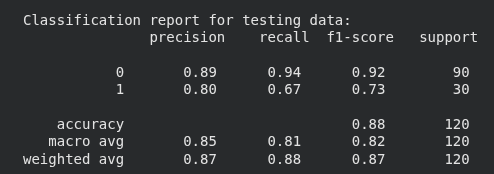 Classification report for testing data:
precision recall f1-score support
0 0.89 0.94 0.92 90
1 0.80 0.67 0.73 30
accuracy 0.88 120
macro avg 0.85 0.81 0.82 120
weighted avg 0.87 0.88 0.87 120